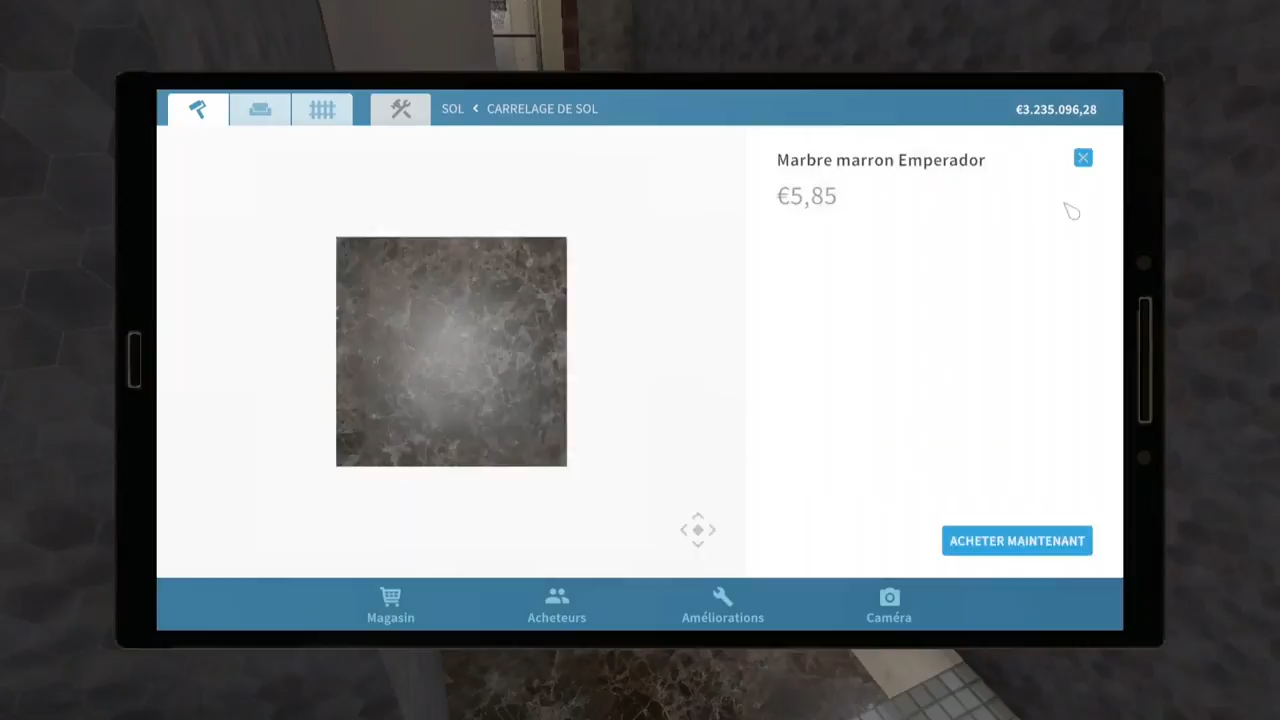 SOL < CARRELAGE DE SOL
€3.235.096,28
Marbre marron Emperador
€5,85
ACHETER MAINTENANT
Magasin
Acheteurs
Améliorations
Caméra